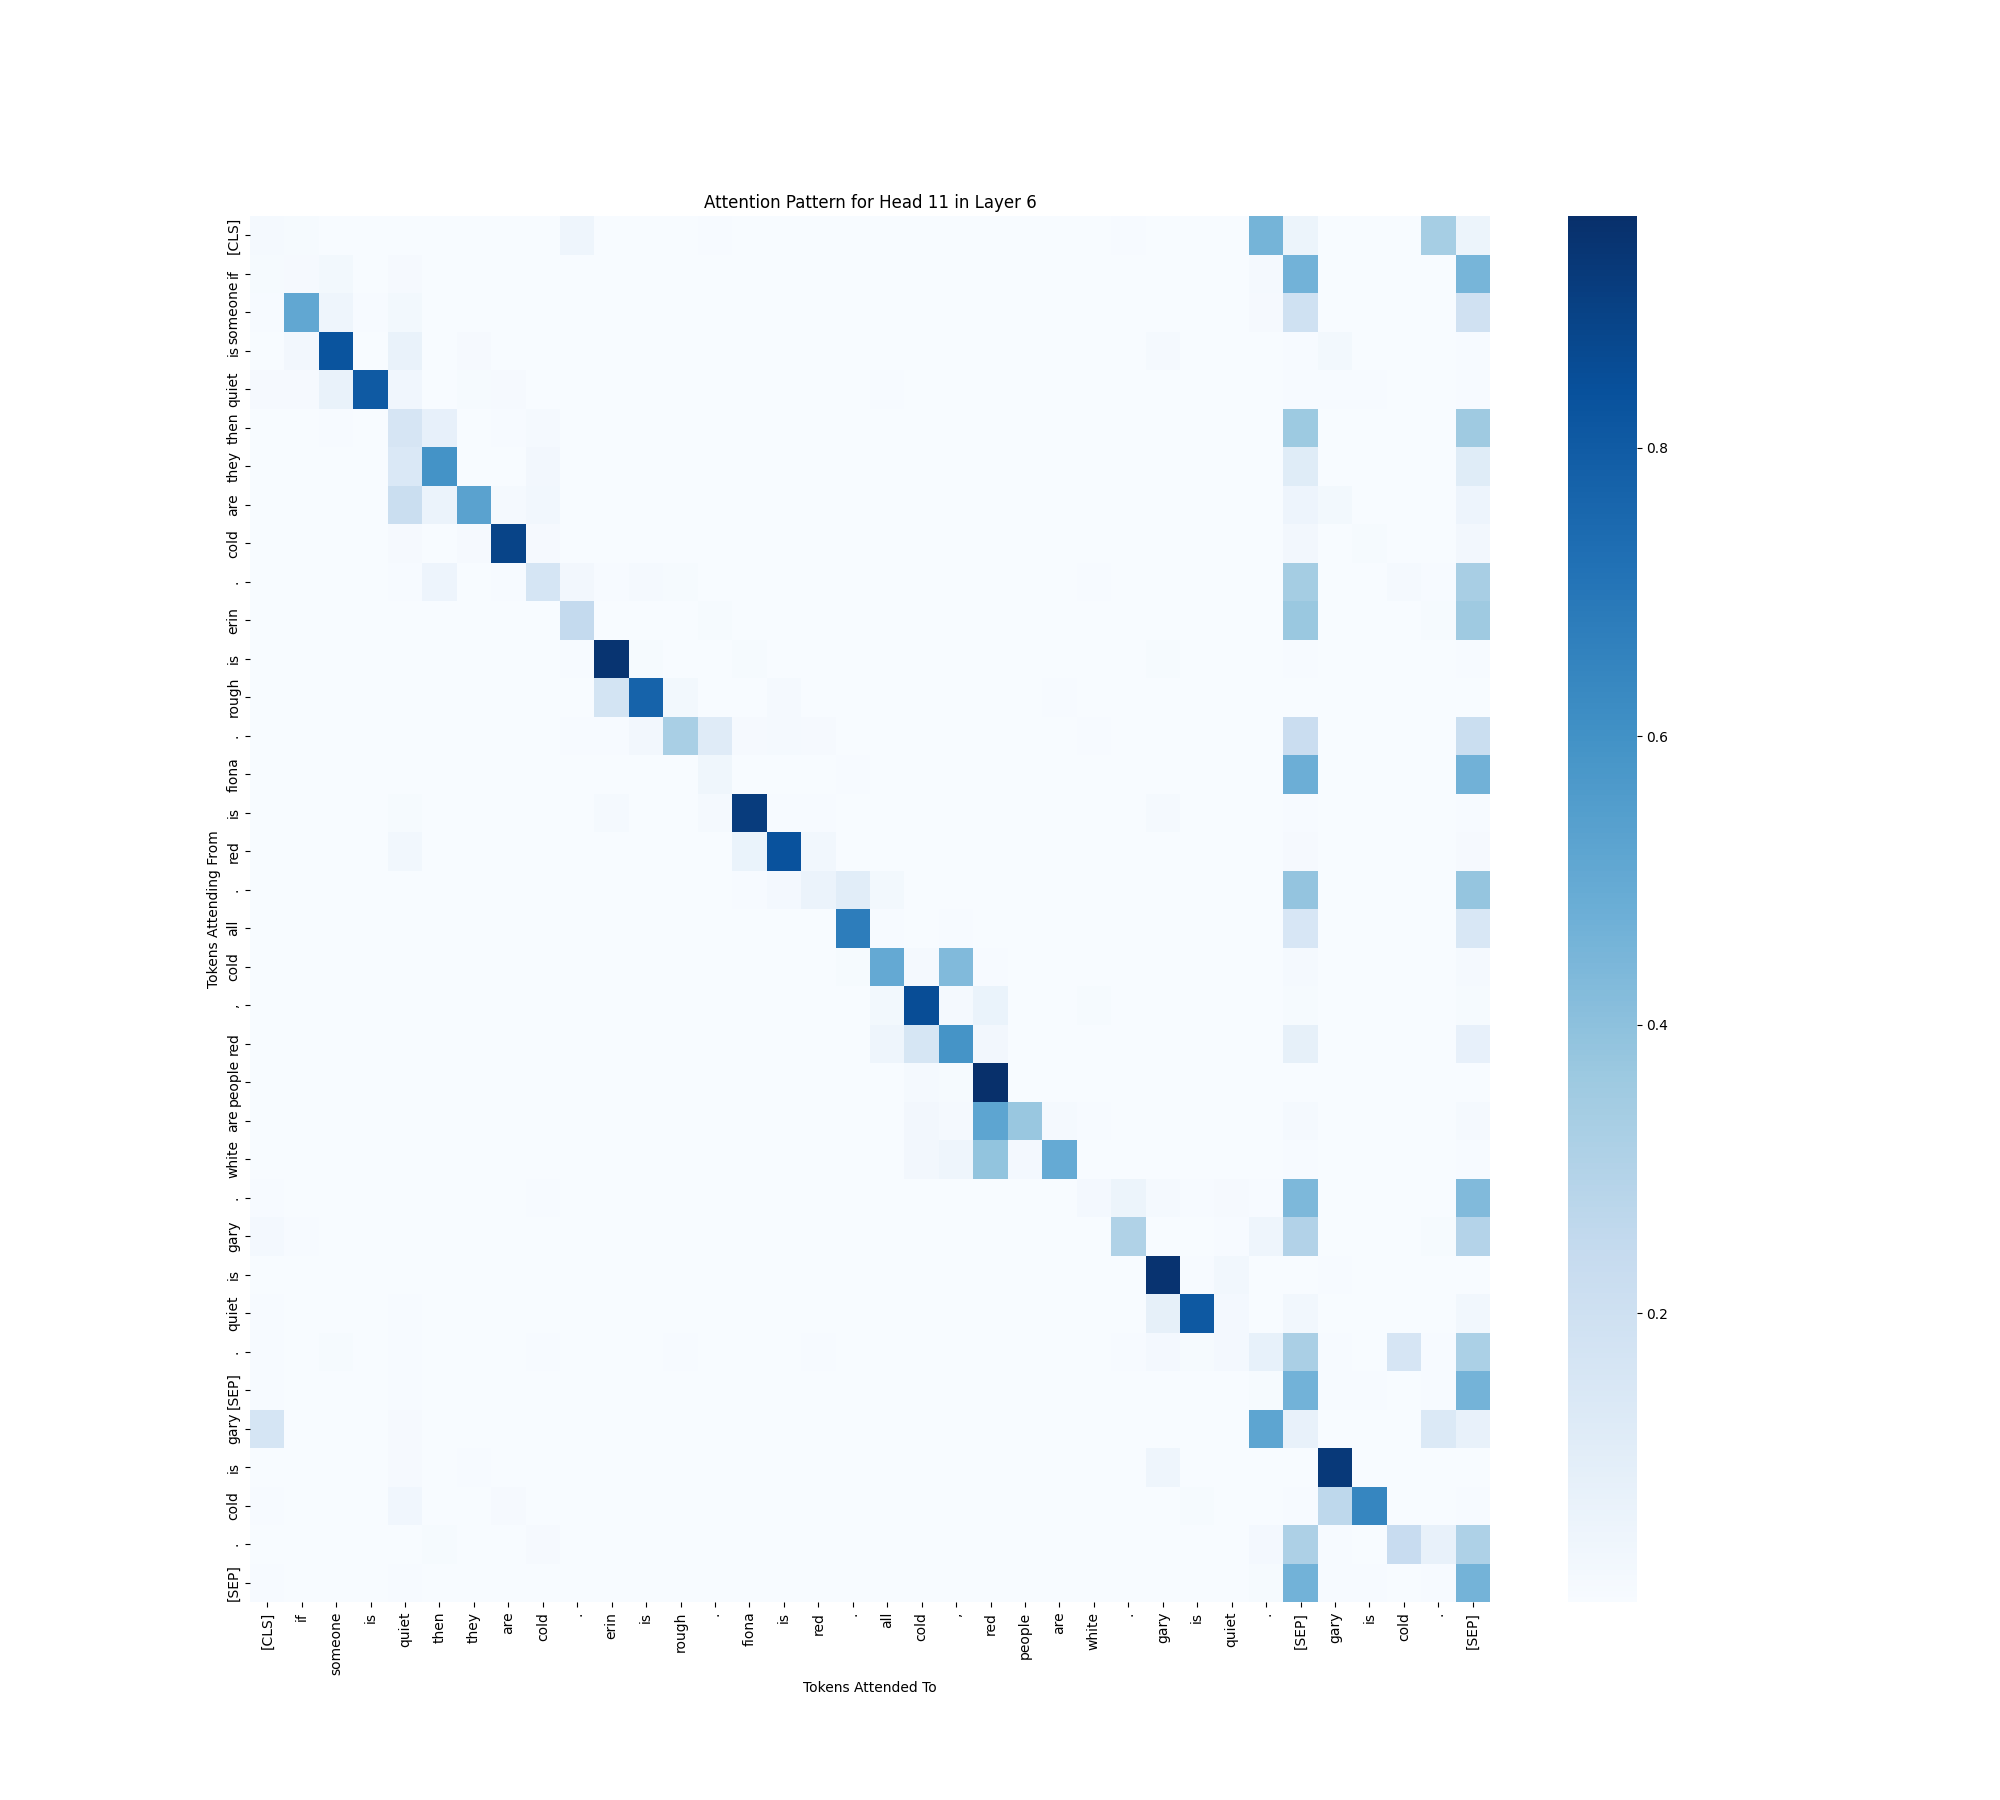 Attention Pattern for Head 11 in Layer 6
Tokens Attending From
[CLS]
if
someone
is
quiet
then
they
are
cold
.
erin
is
rough
.
fiona
is
red
.
all
cold
,
red
people
are
white
.
gary
is
quiet
.
[SEP]
gary
is
cold
.
[SEP]
[CLS]
if
someone
is
quiet
then
they
are
cold
.
erin
is
rough
.
fiona
is
red
.
all
cold
,
red
people
are
white
.
gary
is
quiet
.
[SEP]
gary
is
cold
.
[SEP]
Tokens Attended To
0.8
0.6
0.4
0.2